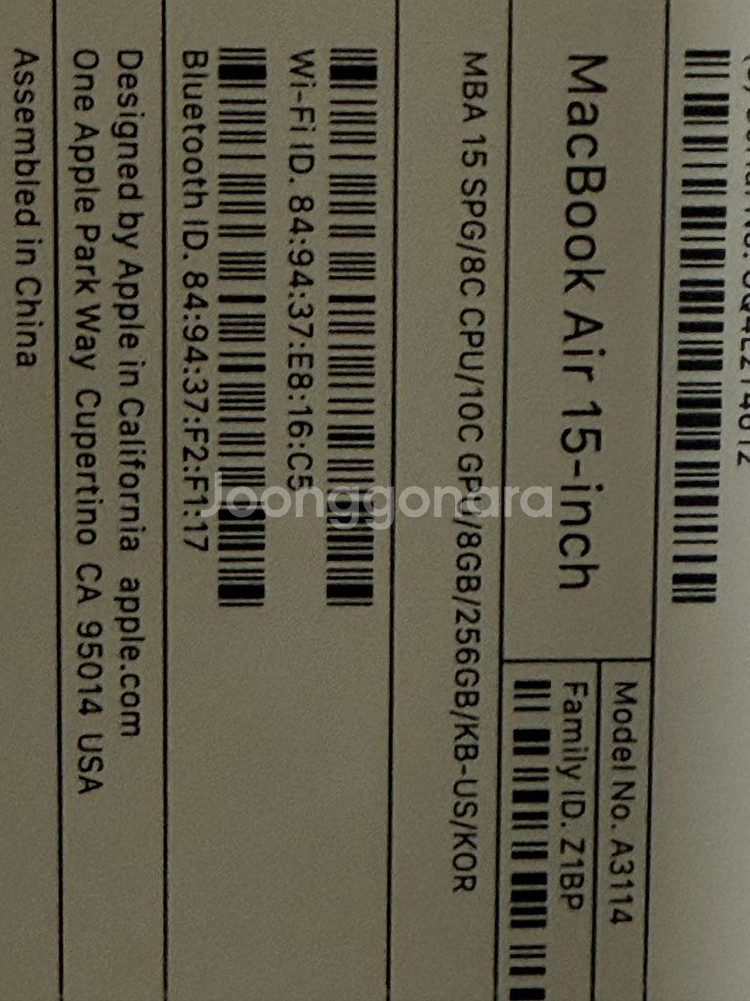 MacBook Air 15-inch
Model No. A3114
Family ID. Z1BP
MBA 15 SPG/8C CPU/10C GPU/8GB/256GB/KB-US/KOR
Wi-Fi ID. 84:94:37:E8:16:C5
Bluetooth ID. 84:94:37:F2:F1:17
Designed by Apple in California apple.com
One Apple Park Way Cupertino CA 95014 USA
Assembled in China
Joonggonara